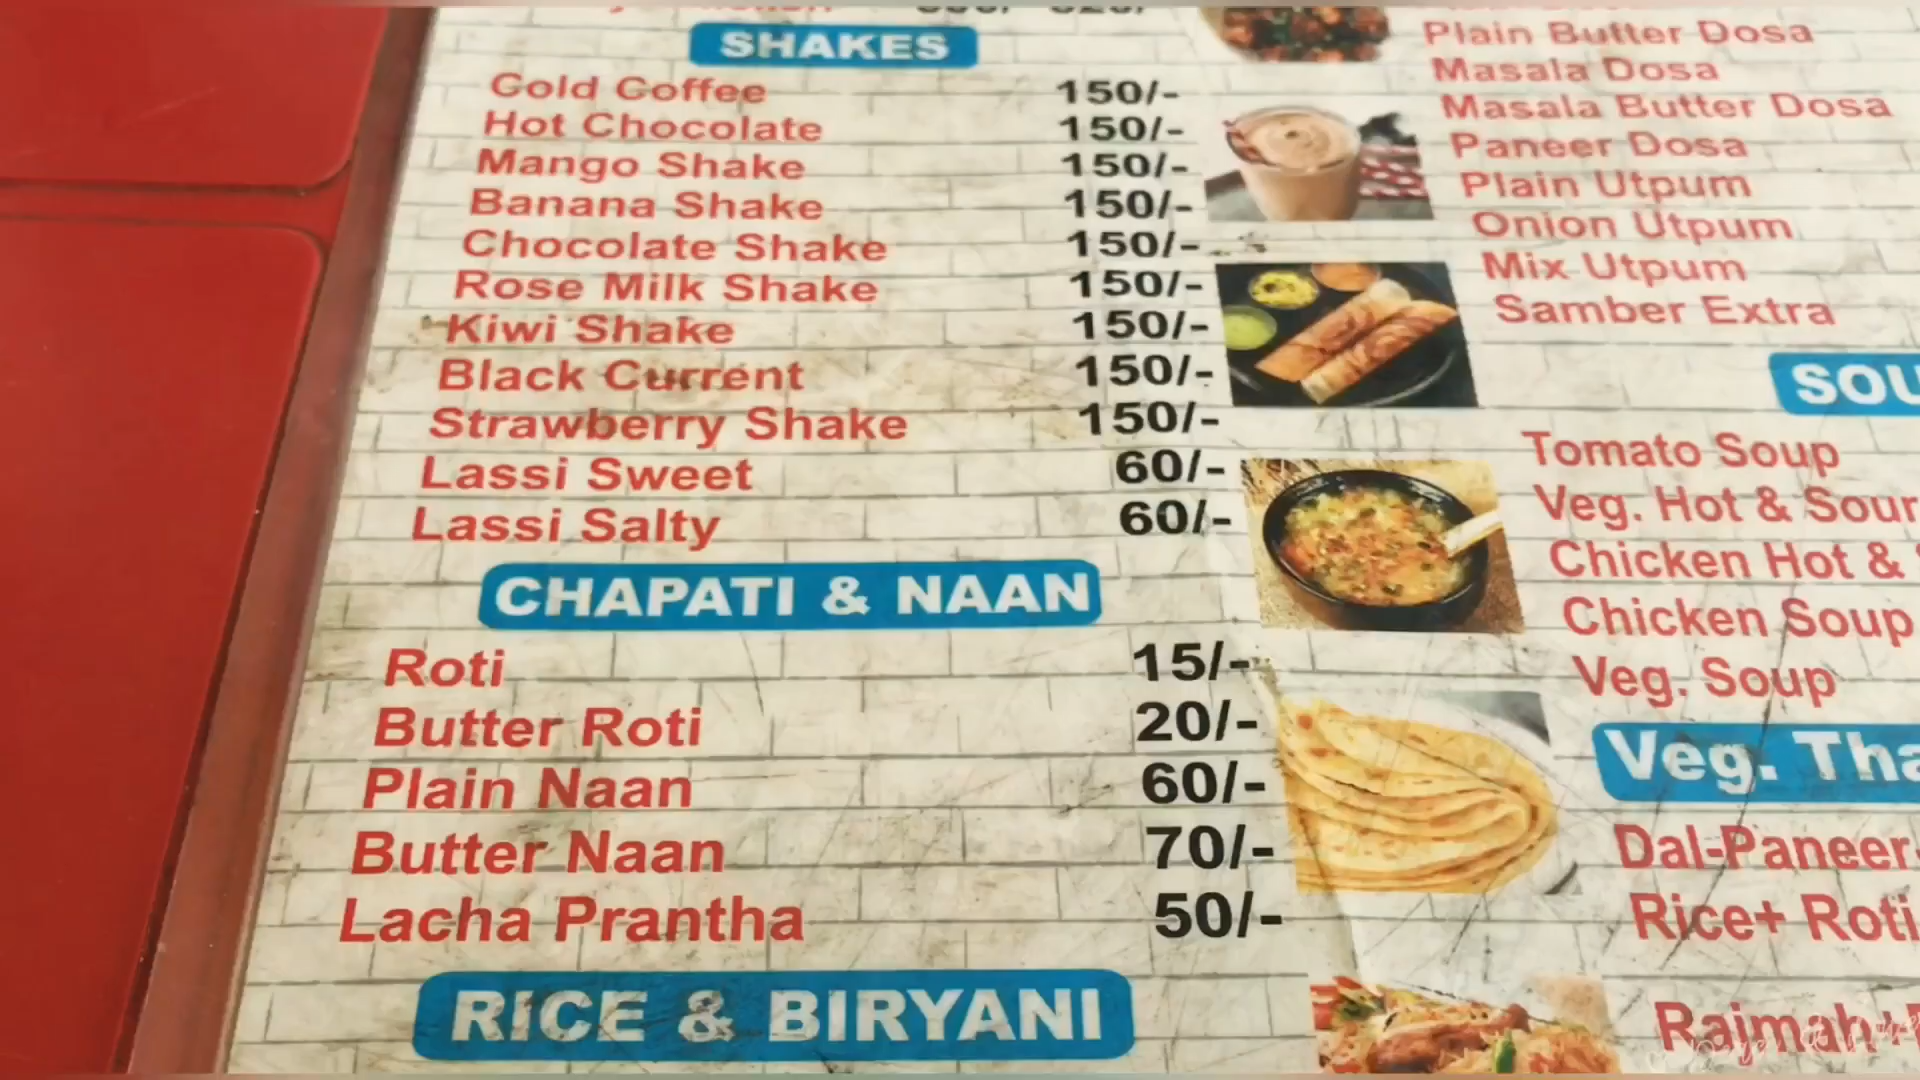 SHAKES
Cold Coffee 150/-
Hot Chocolate 150/-
Mango Shake 150/-
Banana Shake 150/-
Chocolate Shake 150/-
Rose Milk Shake 150/-
Kiwi Shake 150/-
Black Current 150/-
Strawberry Shake 150/-
Lassi Sweet 60/-
Lassi Salty 60/-
CHAPATI & NAAN
Roti 15/-
Butter Roti 20/-
Plain Naan 60/-
Butter Naan 70/-
Lacha Prantha 50/-
RICE & BIRYANI
Plain Butter Dosa
Masala Dosa
Masala Butter Dosa
Paneer Dosa
Plain Utpum
Onion Utpum
Mix Utpum
Samber Extra
SOU
Tomato Soup
Veg. Hot & Sour
Chicken Hot &
Chicken Soup
Veg. Soup
Veg. Tha
Dal-Paneer
Rice+ Roti
Rajmah